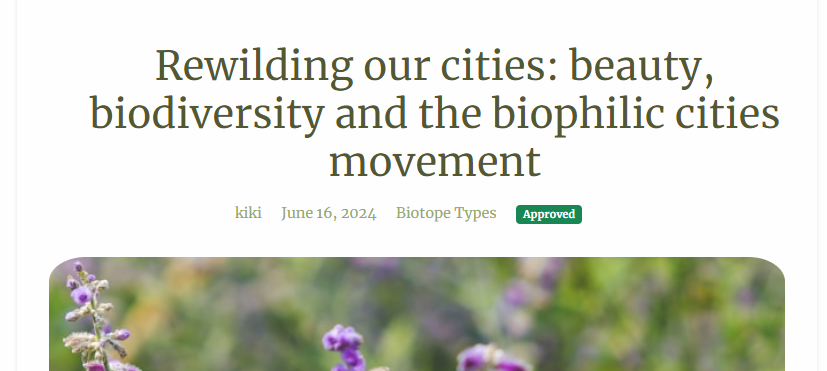 Rewilding our cities: beauty,
biodiversity and the biophilic cities
movement
kiki June 16, 2024 Biotope Types Approved